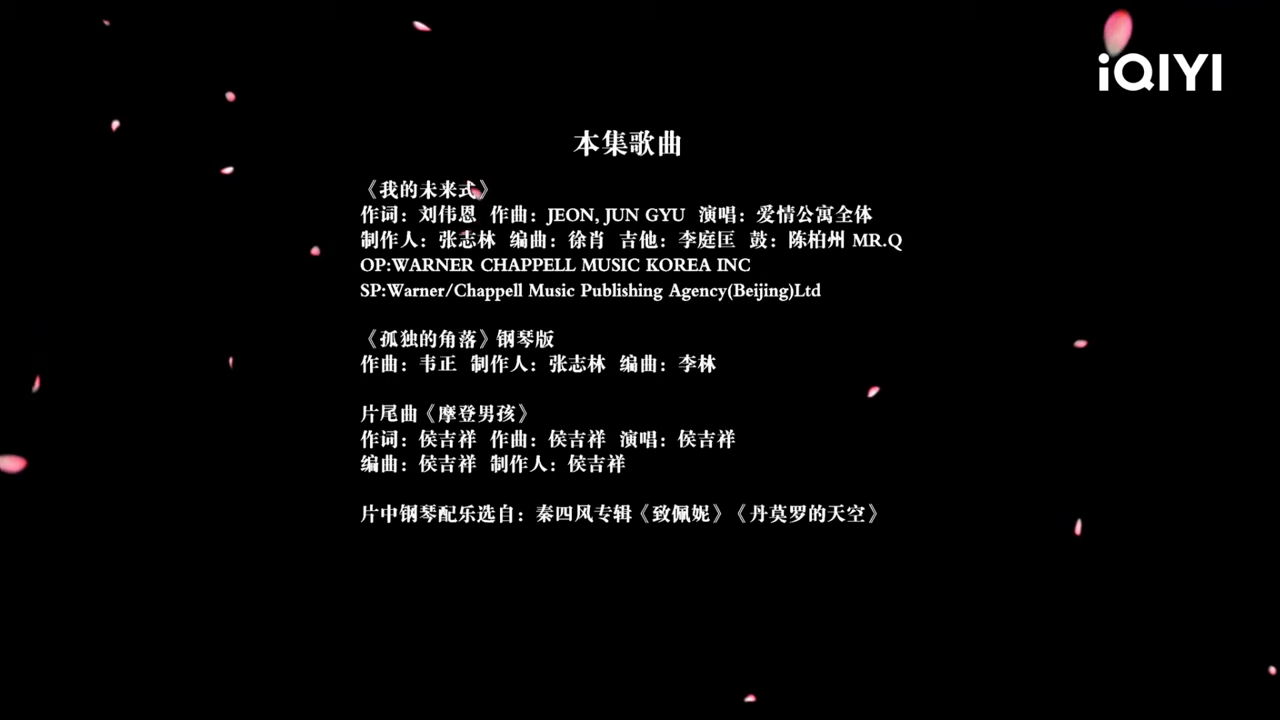 iQIYI
本集歌曲
《我的未来式》
作词：刘伟恩 作曲：JEON, JUN GYU 演唱：爱情公寓全体
制作人：张志林 编曲：徐肖 吉他：李庭匡 鼓：陈柏州 MR.Q
OP:WARNER CHAPPELL MUSIC KOREA INC
SP:Warner/Chappell Music Publishing Agency(Beijing)Ltd
《孤独的角落》钢琴版
作曲：韦正 制作人：张志林 编曲：李林
片尾曲《摩登男孩》
作词：侯吉祥 作曲：侯吉祥 演唱：侯吉祥
编曲：侯吉祥 制作人：侯吉祥
片中钢琴配乐选自：秦四风专辑《致佩妮》《丹莫罗的天空》